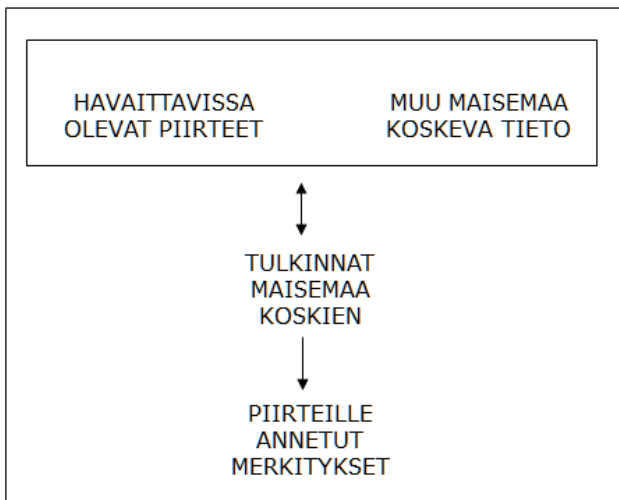 HAVAITTAVISSA
OLEVAT PIIRTEET
MUU MAISEMAA
KOSKEVA TIETO
TULKINNAT
MAISEMAA
KOSKIEN
PIIRTEILLE
ANNETUT
MERKITYKSET